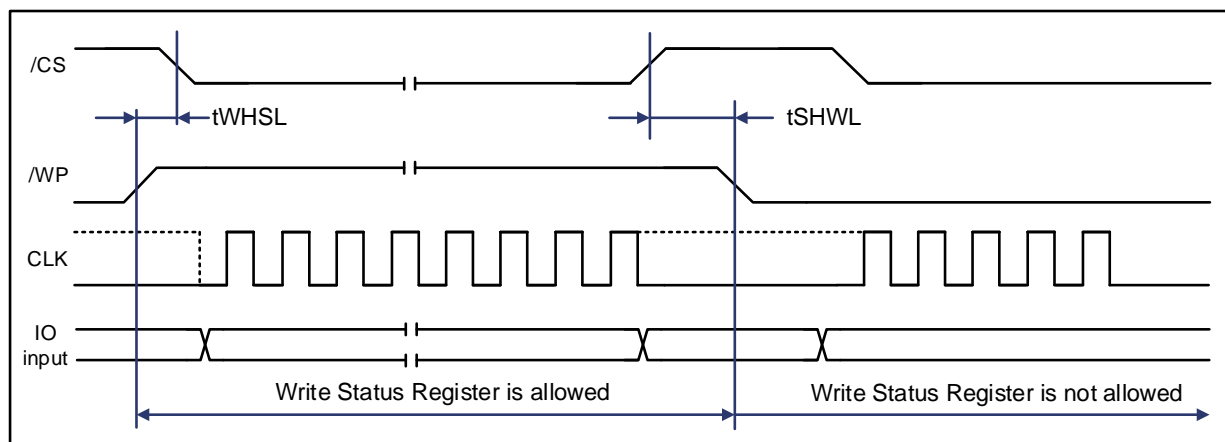 /CS
tWHSL
tSHWL
/WP
CLK
IO
input
Write Status Register is allowed
Write Status Register is not allowed